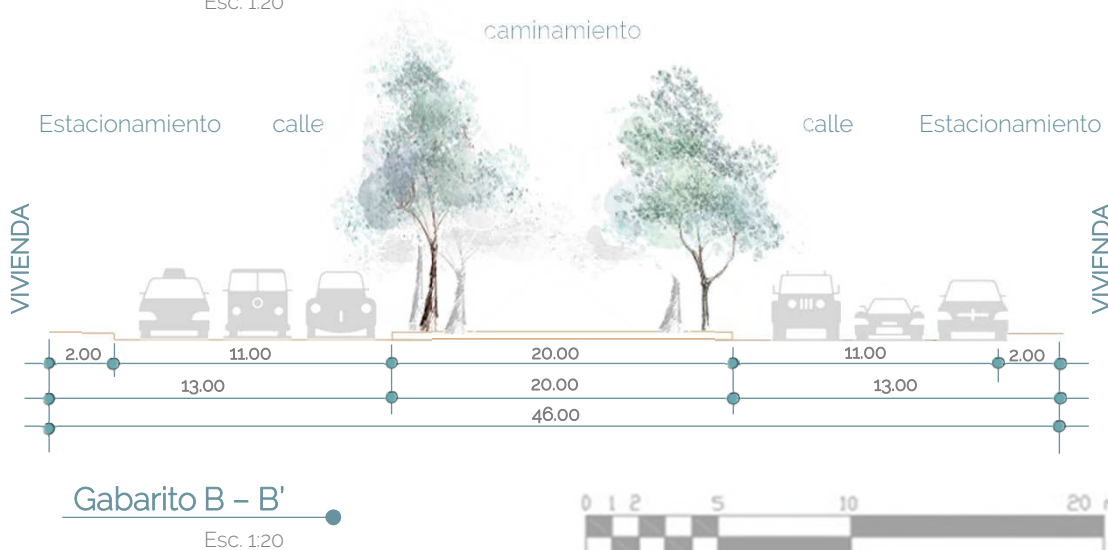 Esc. 1:20
caminamiento
Estacionamiento calle calle Estacionamiento
VIVIENDA VIVIENDA
2.00 11.00 20.00 11.00 2.00
13.00 20.00 13.00
46.00
Gabarito B – B'
Esc. 1:20
0 1 2 5 10 20